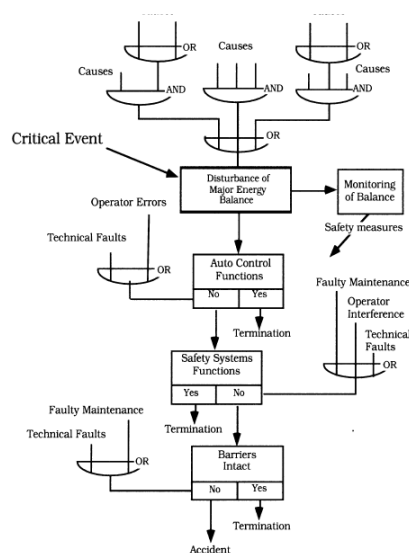 OR
OR
Causes
Causes
Causes
AND
AND
AND
OR
Critical Event
Disturbance of
Major Energy
Balance
Monitoring
of Balance
Operator Errors
Safety measures
Technical Faults
Auto Control
Functions
OR
No
Yes
Faulty Maintenance
Operator
Interference
Termination
Technical
Faults
Safety Systems
Functions
OR
Yes
No
Faulty Maintenance
Termination
Technical Faults
Barriers
Intact
OR
No
Yes
Termination
Accident